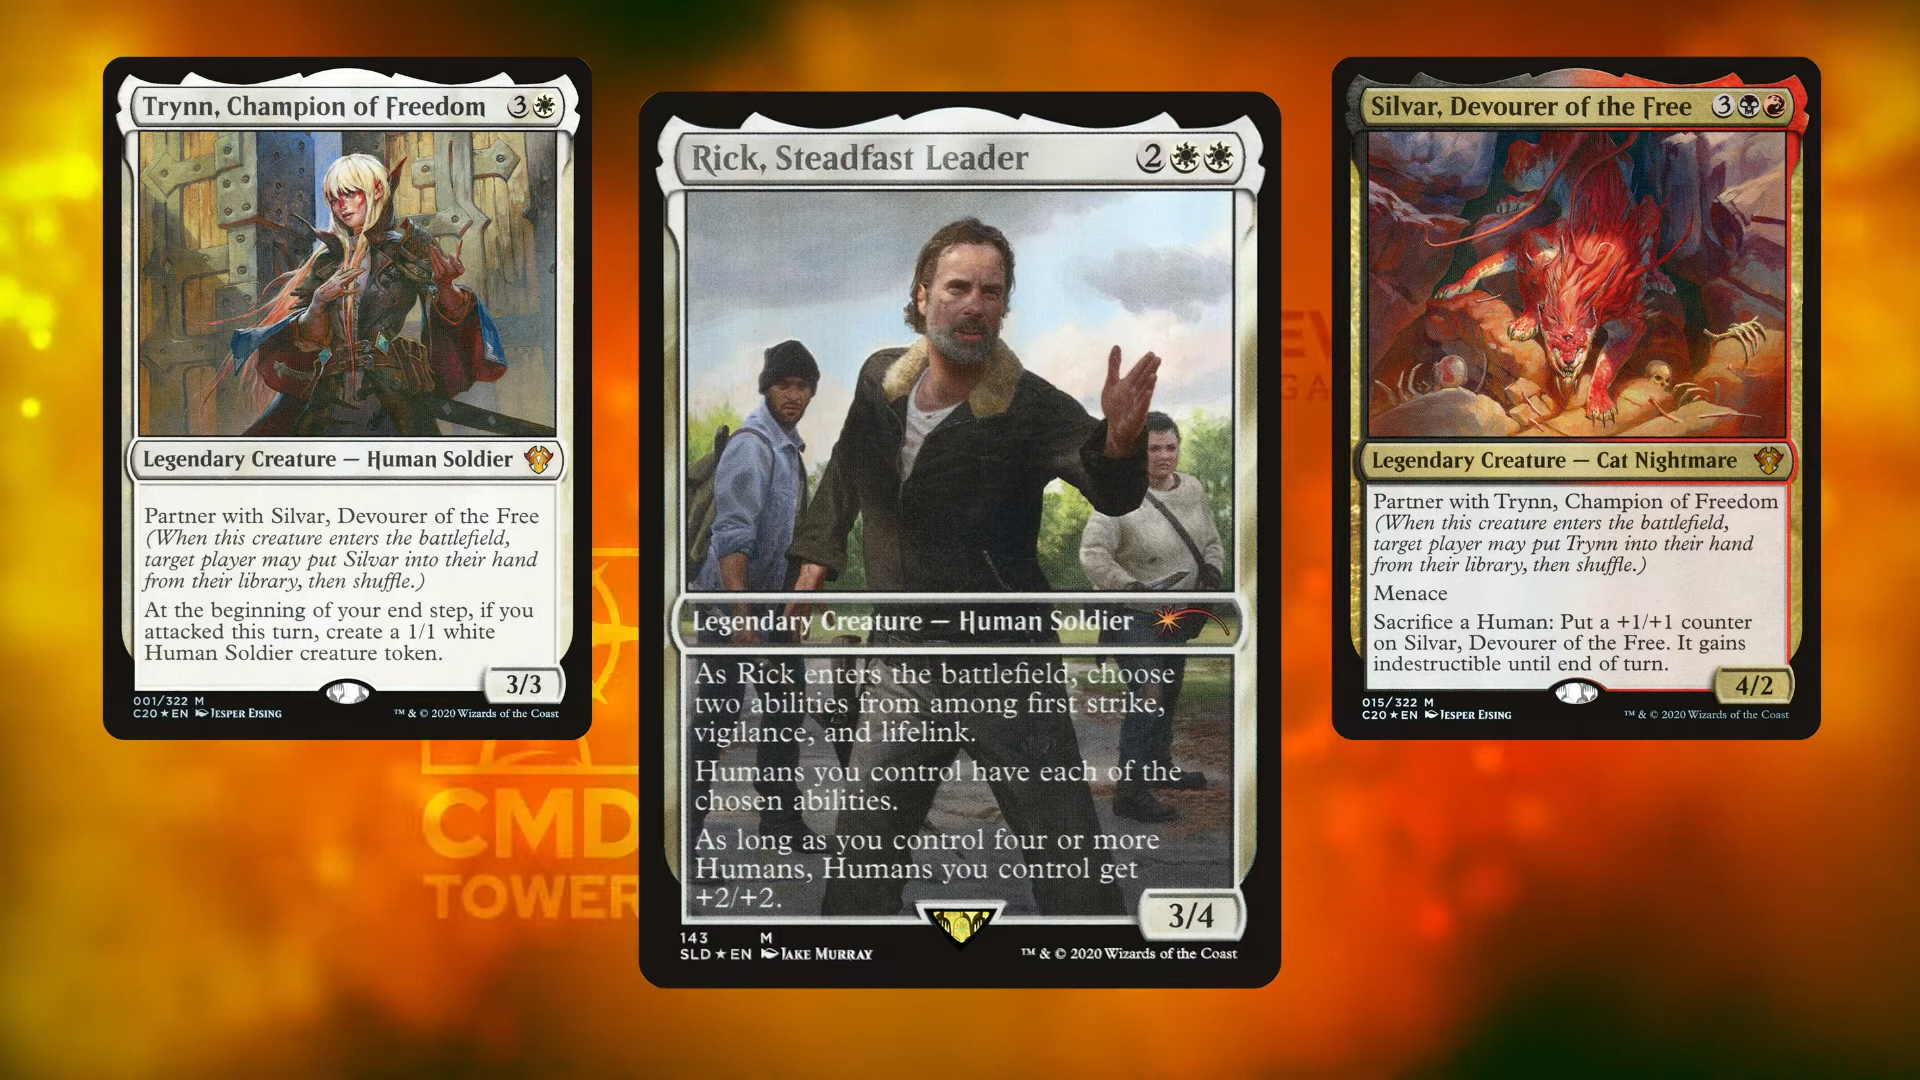 Trynn, Champion of Freedom 3
Legendary Creature — Human Soldier
Partner with Silvar, Devourer of the Free
(When this creature enters the battlefield,
target player may put Silvar into their hand
from their library, then shuffle.)
At the beginning of your end step, if you
attacked this turn, create a 1/1 white
Human Soldier creature token.
3/3
001/322 M
C20 ★ EN Jesper Ejsing
™ & © 2020 Wizards of the Coast
Rick, Steadfast Leader 2
Legendary Creature — Human Soldier
As Rick enters the battlefield, choose
two abilities from among first strike,
vigilance, and lifelink.
Humans you control have each of the
chosen abilities.
As long as you control four or more
Humans, Humans you control get
+2/+2.
3/4
143 M
SLD ★ EN Jake Murray
™ & © 2020 Wizards of the Coast
Silvar, Devourer of the Free 3
Legendary Creature — Cat Nightmare
Partner with Trynn, Champion of Freedom
(When this creature enters the battlefield,
target player may put Trynn into their hand
from their library, then shuffle.)
Menace
Sacrifice a Human: Put a +1/+1 counter
on Silvar, Devourer of the Free. It gains
indestructible until end of turn.
4/2
015/322 M
C20 ★ EN Jesper Ejsing
™ & © 2020 Wizards of the Coast
CMD
TOWER